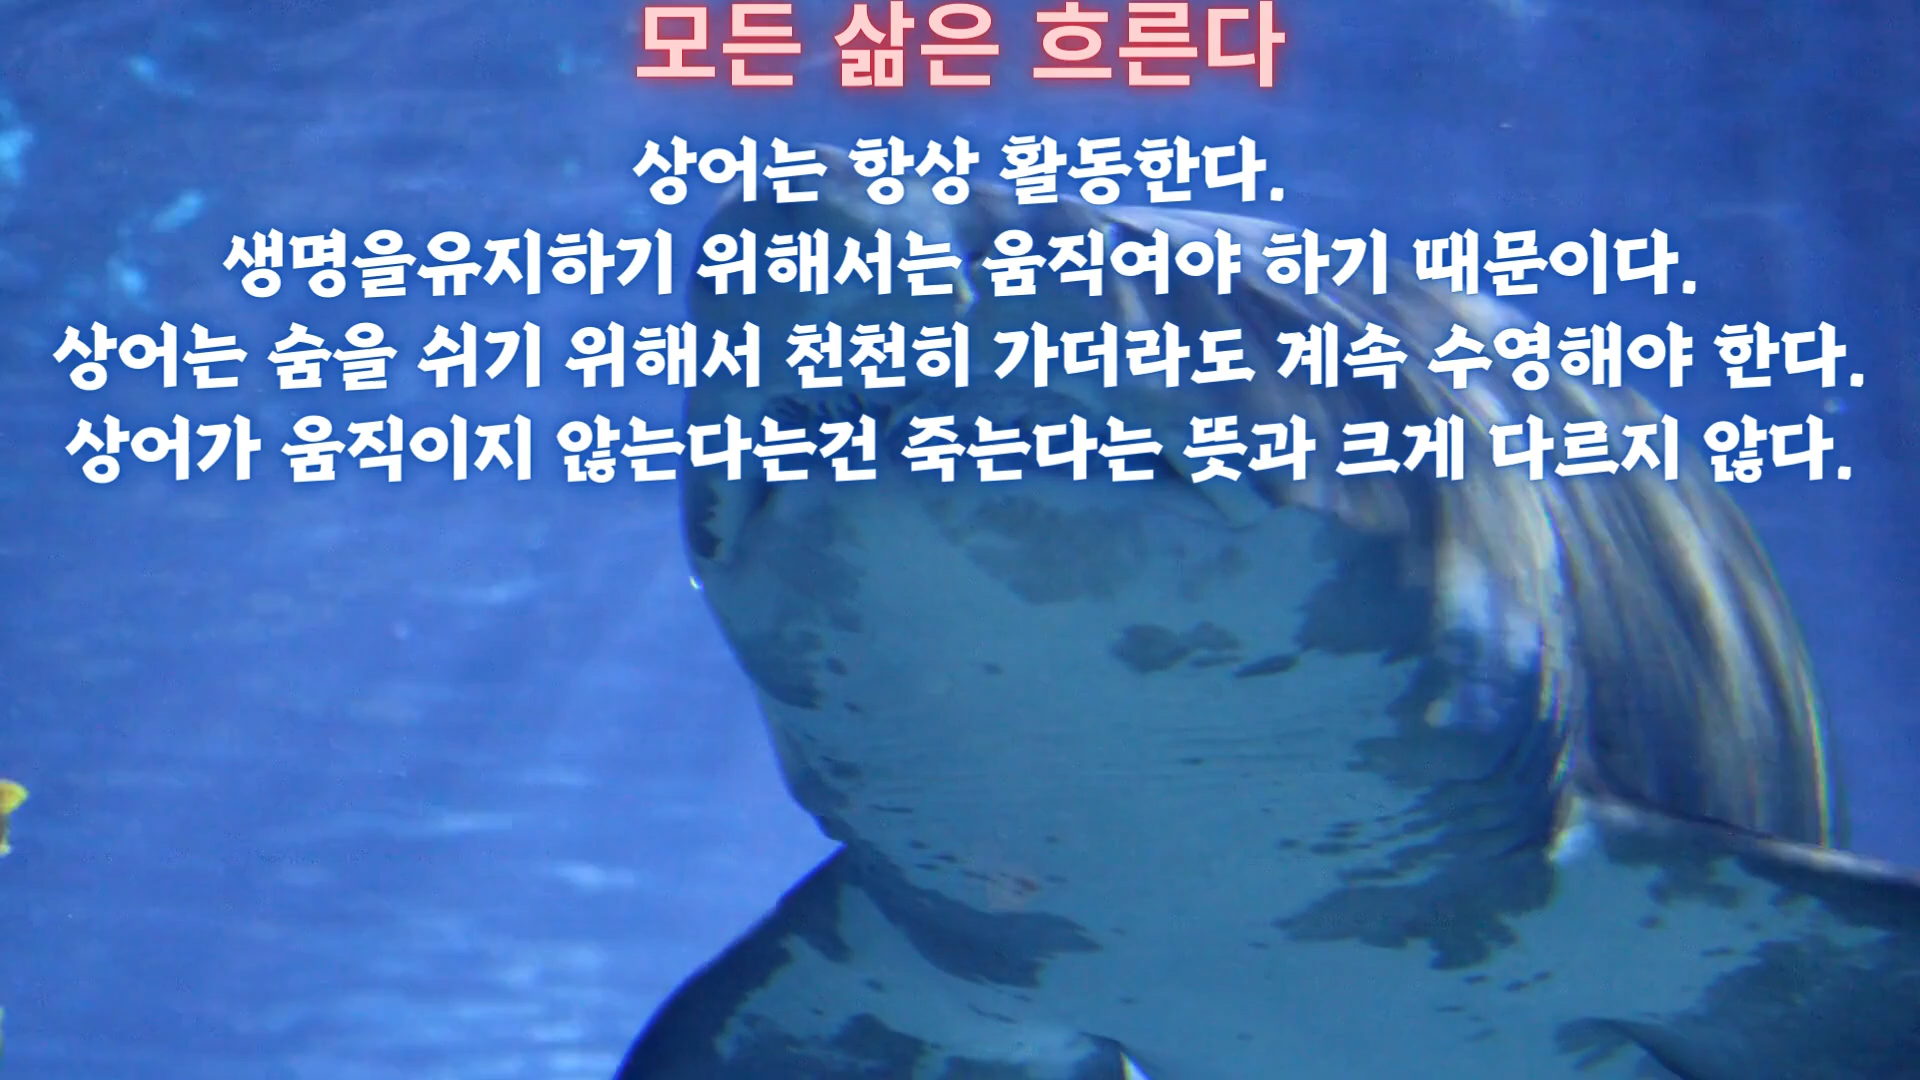 모든 삶은 흐른다
상어는 항상 활동한다.
생명을유지하기 위해서는 움직여야 하기 때문이다.
상어는 숨을 쉬기 위해서 천천히 가더라도 계속 수영해야 한다.
상어가 움직이지 않는다는건 죽는다는 뜻과 크게 다르지 않다.